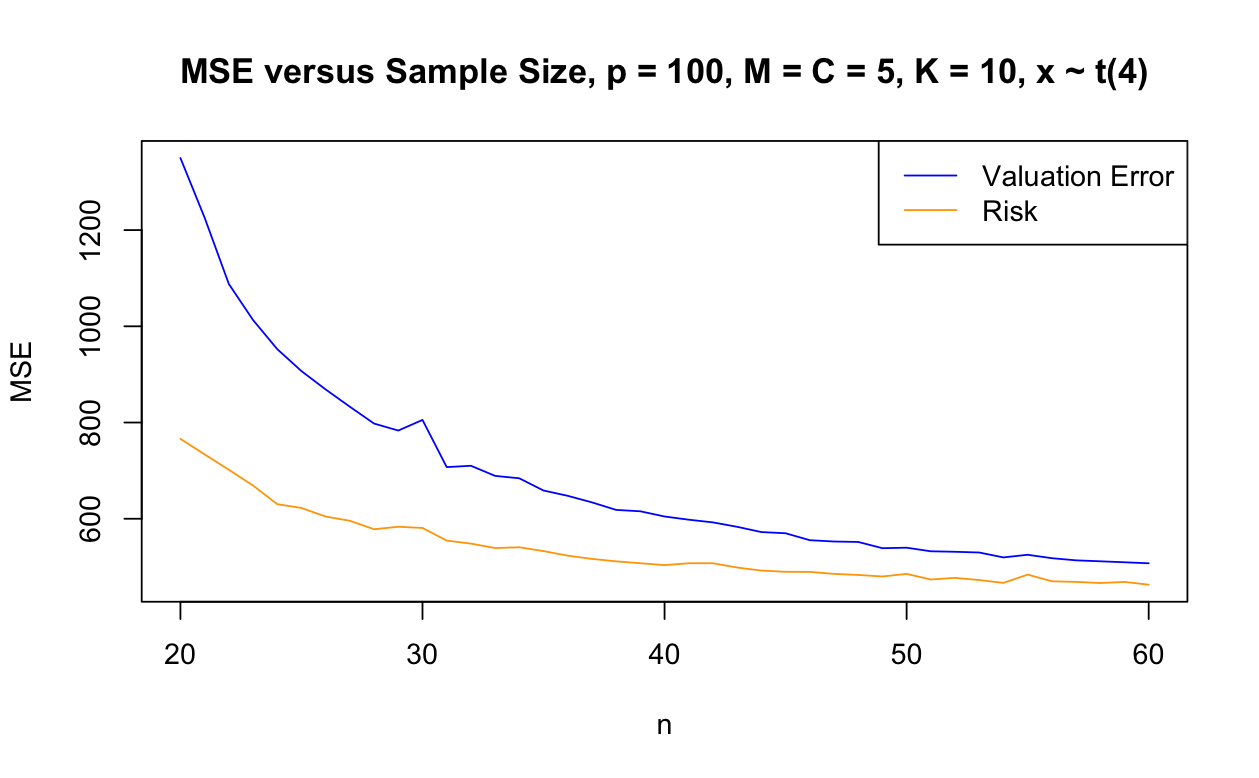 MSE versus Sample Size, p = 100, M = C = 5, K = 10, x ~ t(4)
Valuation Error
Risk
MSE
1200
1000
800
600
20 30 40 50 60
n